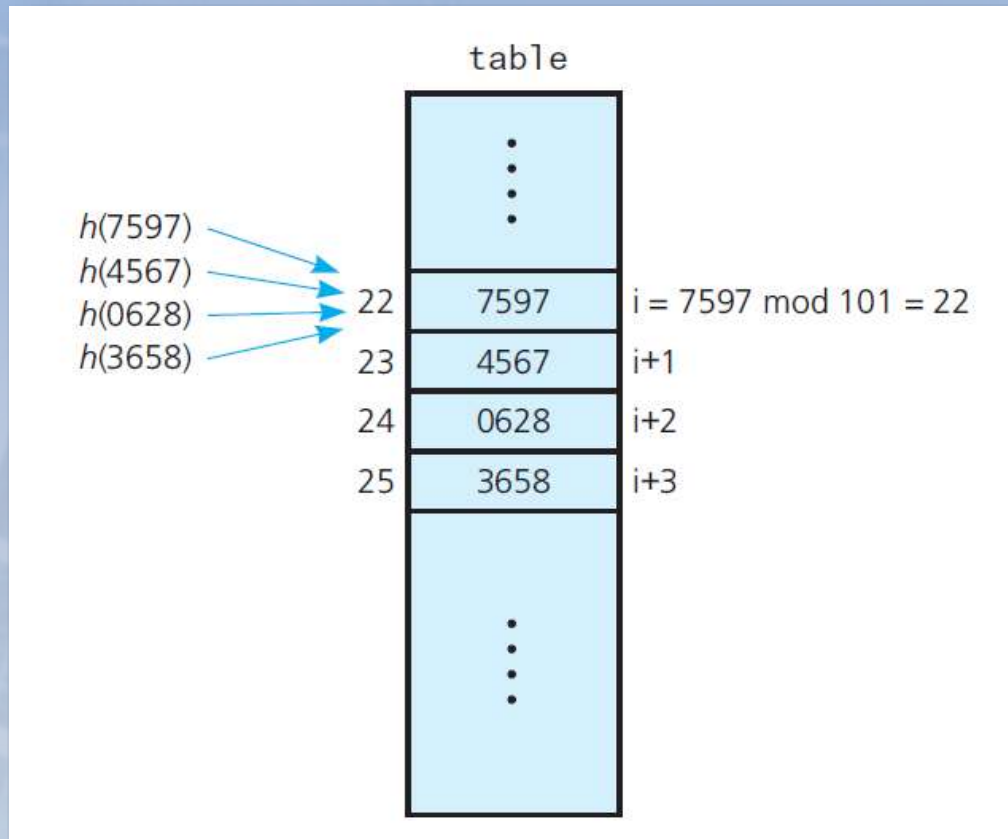 table
h(7597)
h(4567)
h(0628)
h(3658)
22 7597 i = 7597 mod 101 = 22
23 4567 i+1
24 0628 i+2
25 3658 i+3